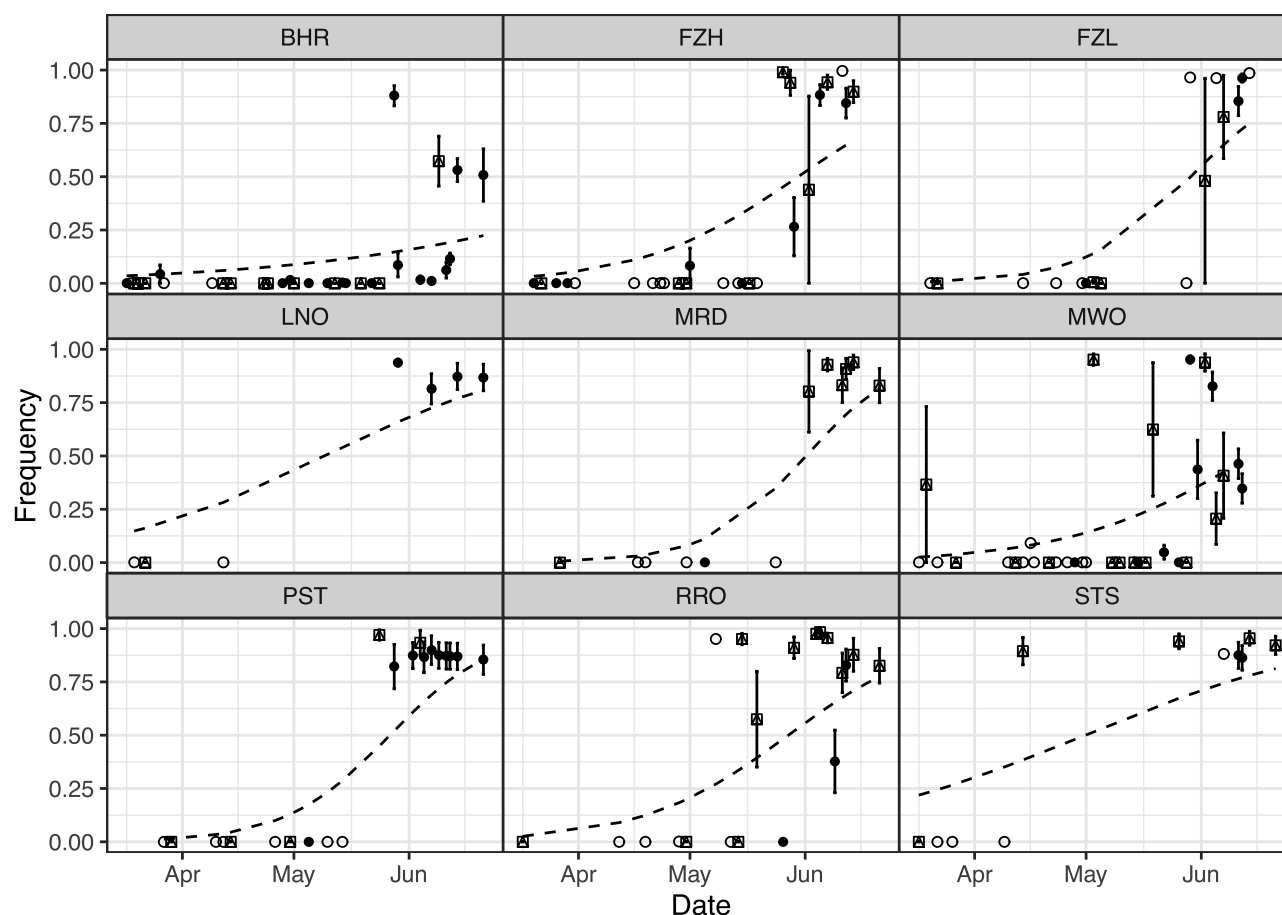 BHR FZH FZL
1.00
0.75
0.50
0.25
0.00
LNO MRD MWO
1.00
0.75
0.50
0.25
0.00
Frequency
PST RRO STS
1.00
0.75
0.50
0.25
0.00
Apr May Jun Apr May Jun Apr May Jun
Date